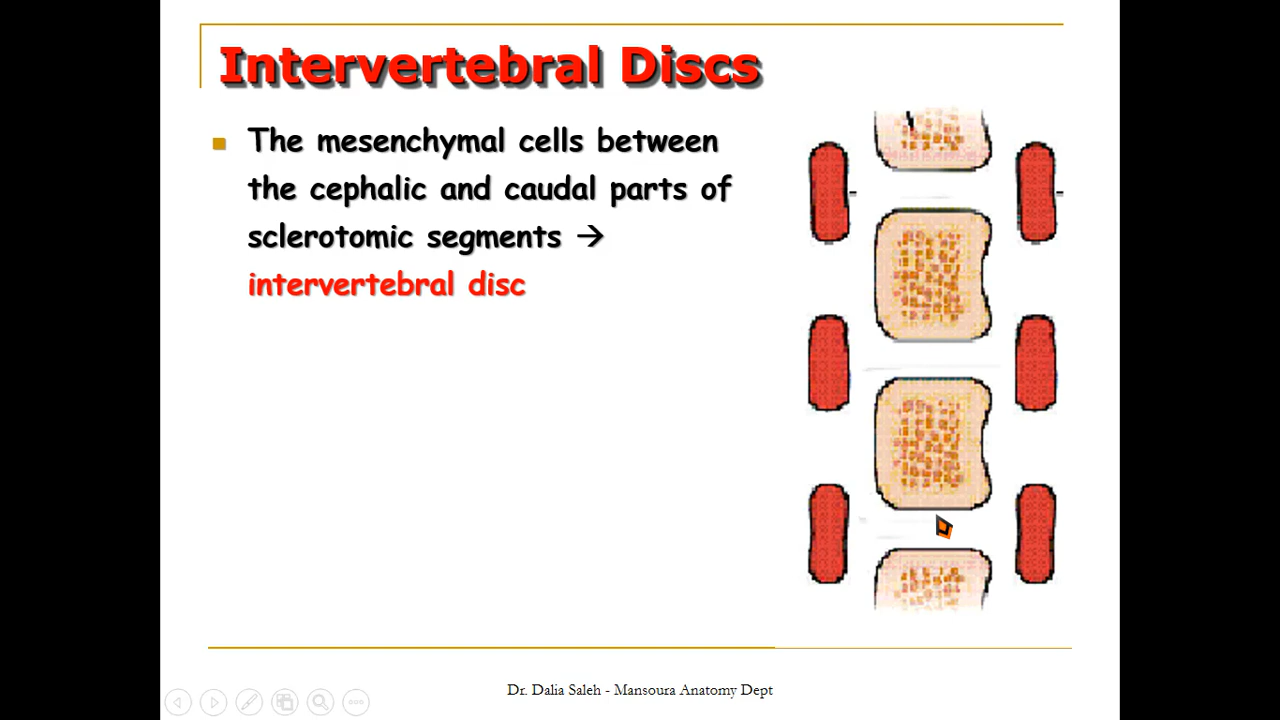 Intervertebral Discs
The mesenchymal cells between
the cephalic and caudal parts of
sclerotomic segments →
intervertebral disc
Dr. Dalia Saleh - Mansoura Anatomy Dept